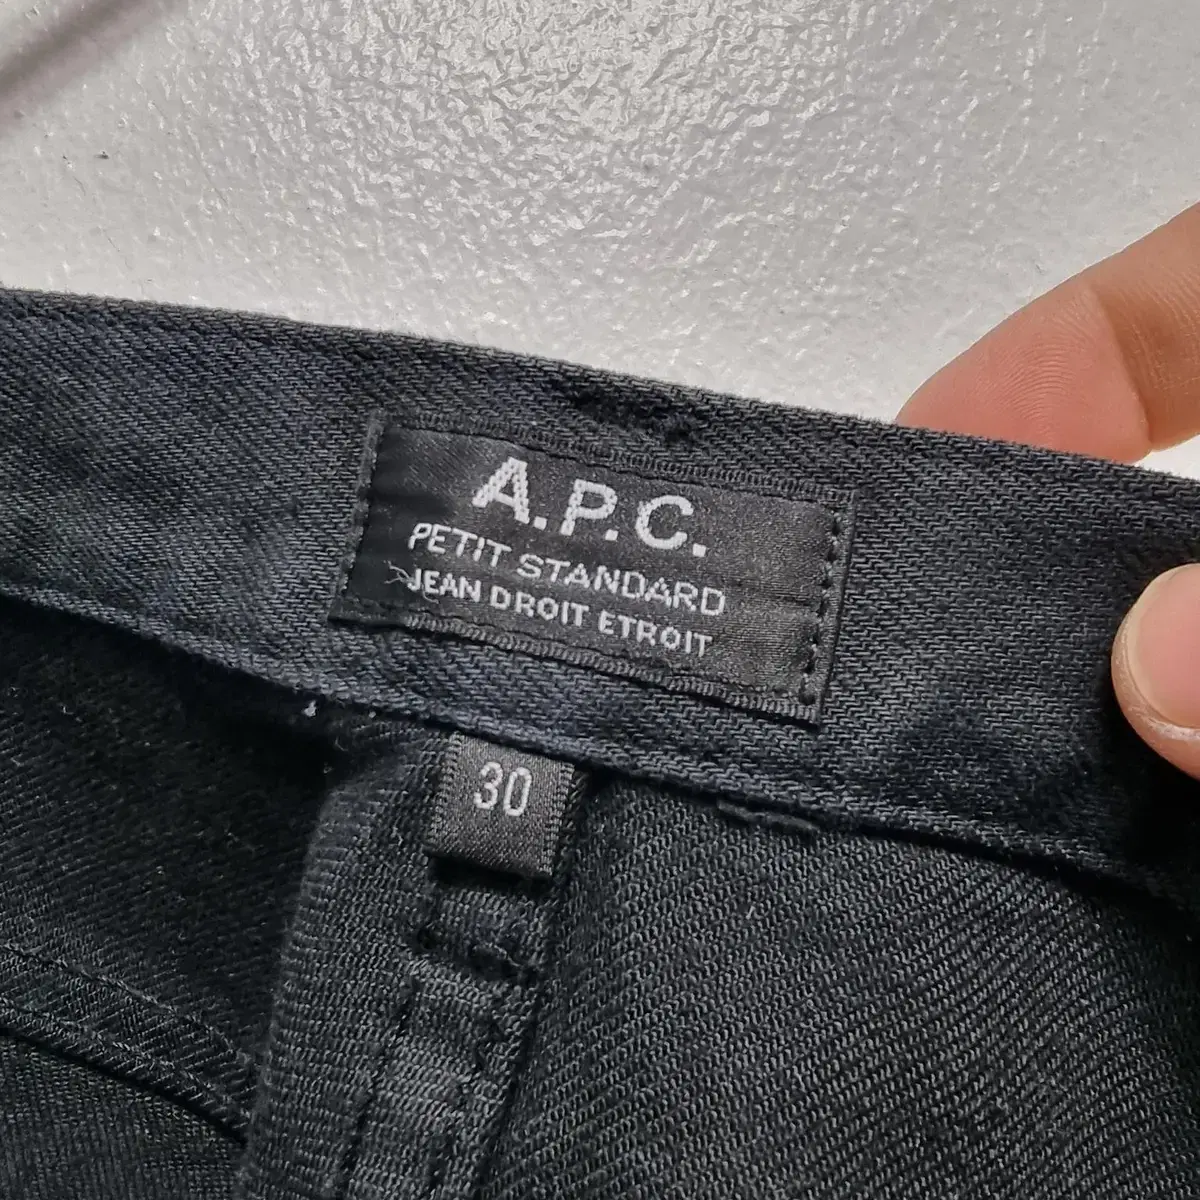 A.P.C.
PETIT STANDARD
JEAN DROIT ETROIT
30